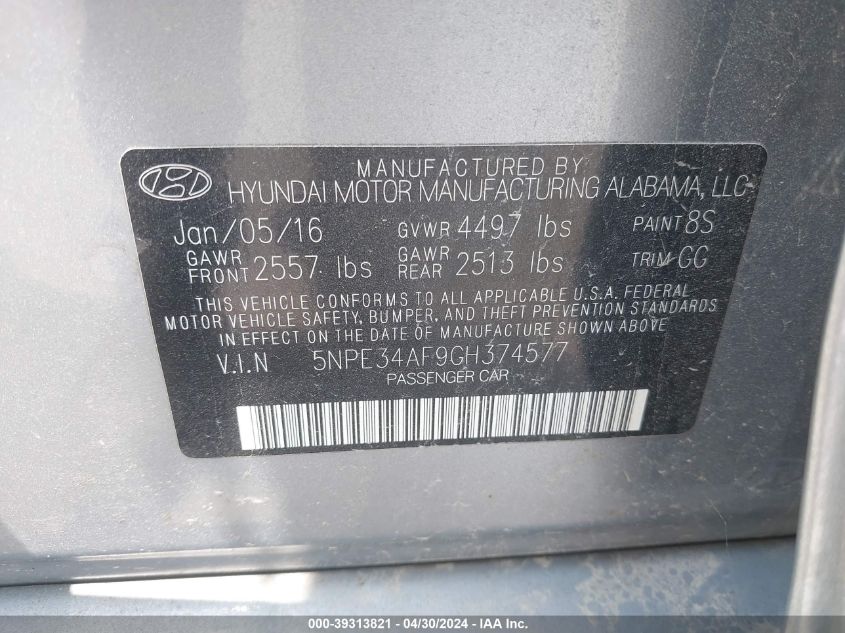 MANUFACTURED BY
HYUNDAI MOTOR MANUFACTURING ALABAMA, LLC
Jan/05/16 GVWR 4497 lbs PAINT 8S
GAWR FRONT 2557 lbs GAWR REAR 2513 lbs TRIM GG
THIS VEHICLE CONFORMS TO ALL APPLICABLE U.S.A. FEDERAL
MOTOR VEHICLE SAFETY, BUMPER, AND THEFT PREVENTION STANDARDS
IN EFFECT ON THE DATE OF MANUFACTURE SHOWN ABOVE
V.I.N 5NPE34AF9GH374577
PASSENGER CAR
000-39313821 - 04/30/2024 - IAA Inc.